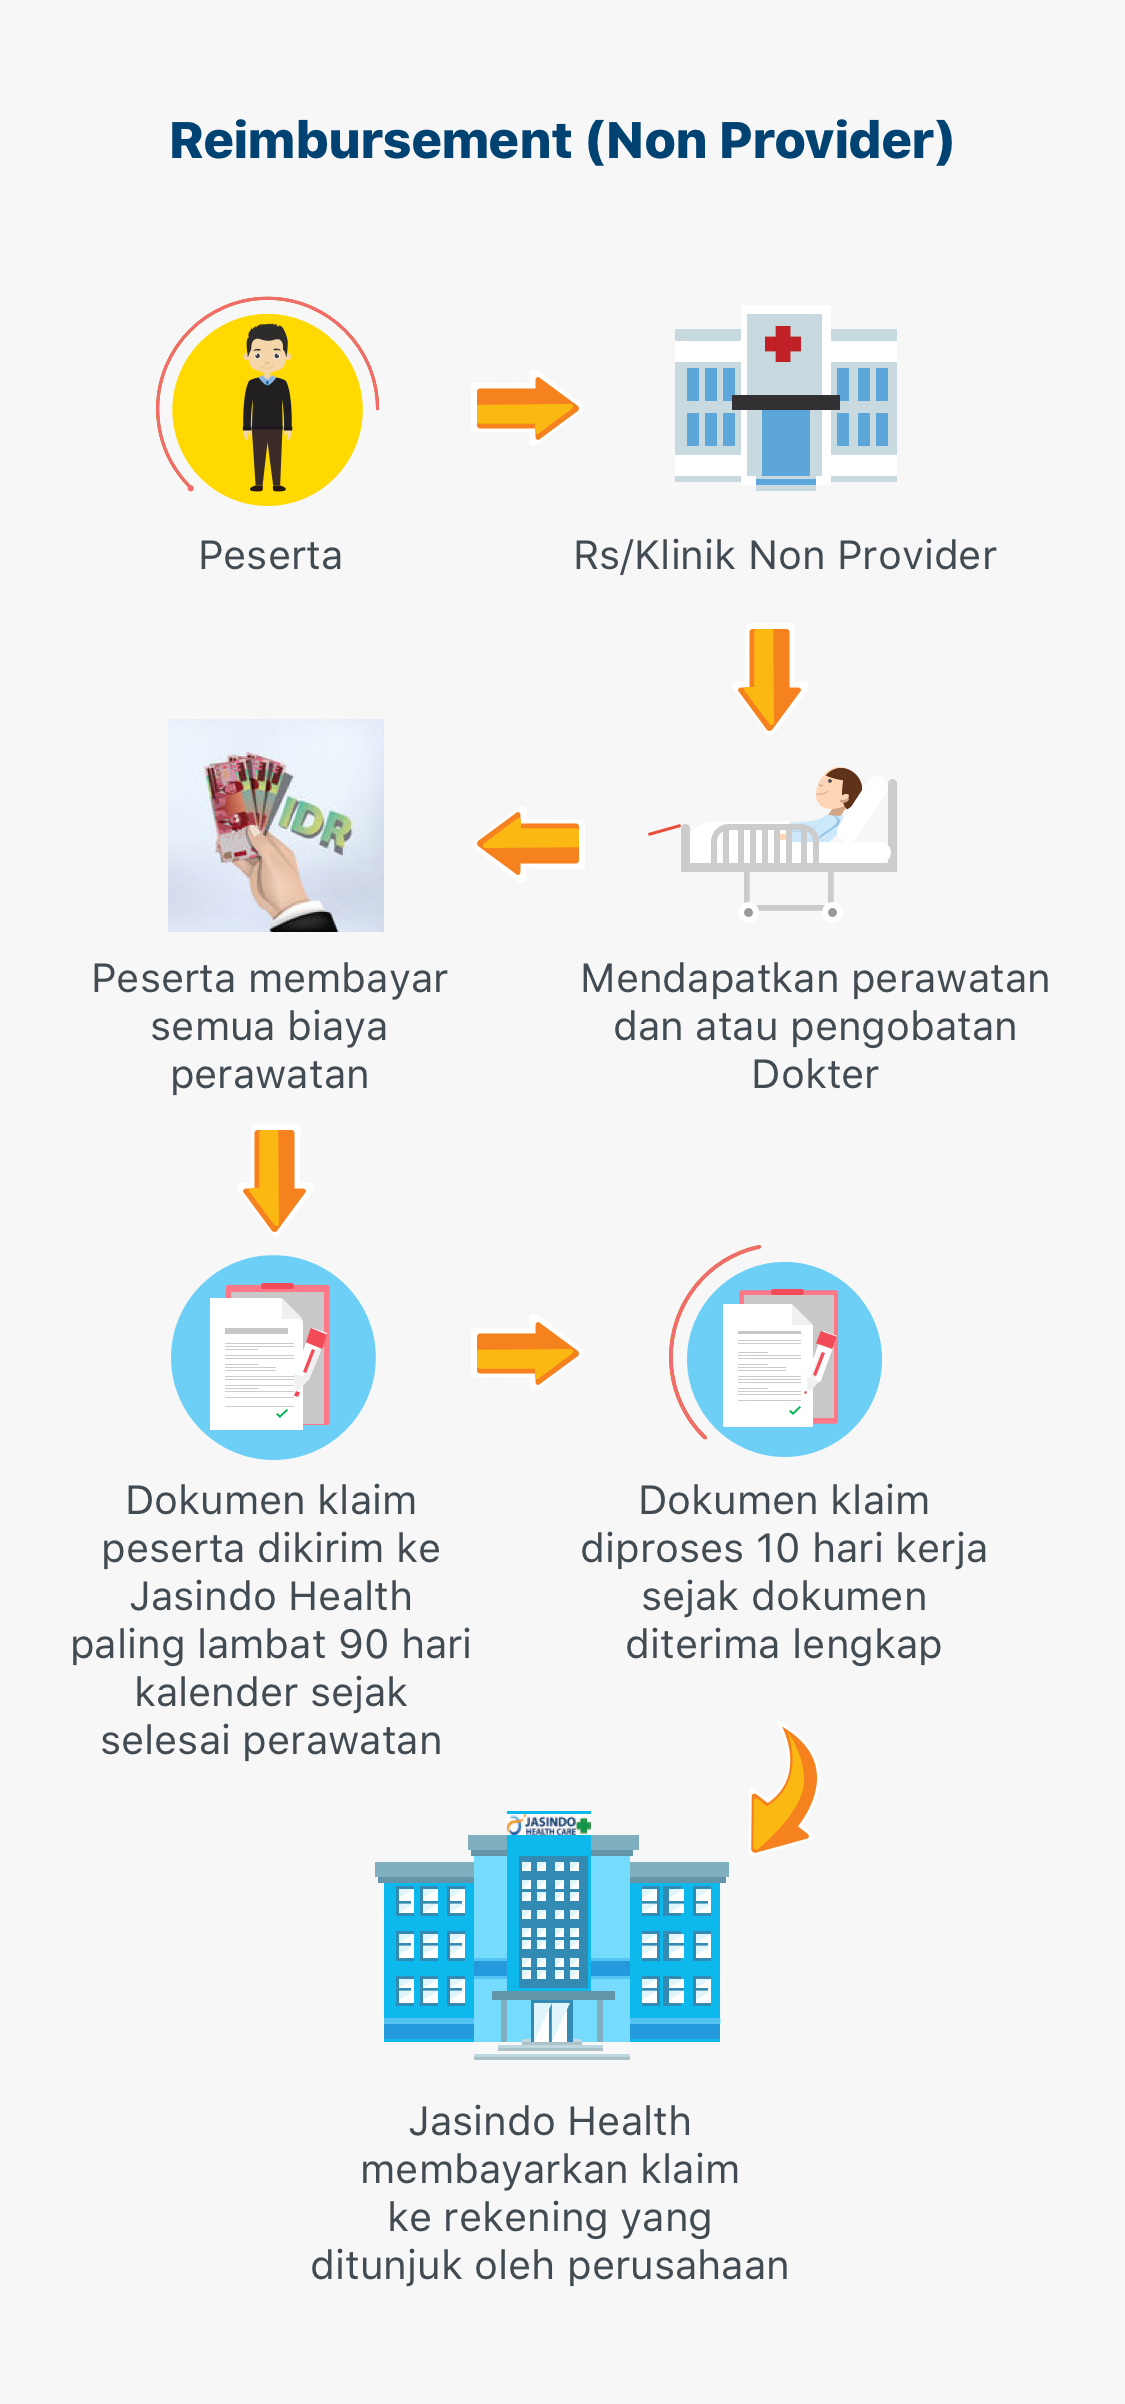 Reimbursement (Non Provider)
Peserta
Rs/Klinik Non Provider
IDR
Peserta membayar
semua biaya
perawatan
Mendapatkan perawatan
dan atau pengobatan
Dokter
Dokumen klaim
peserta dikirim ke
Jasindo Health
paling lambat 90 hari
kalender sejak
selesai perawatan
Dokumen klaim
diproses 10 hari kerja
sejak dokumen
diterima lengkap
JASINDO
HEALTH CARE
Jasindo Health
membayarkan klaim
ke rekening yang
ditunjuk oleh perusahaan